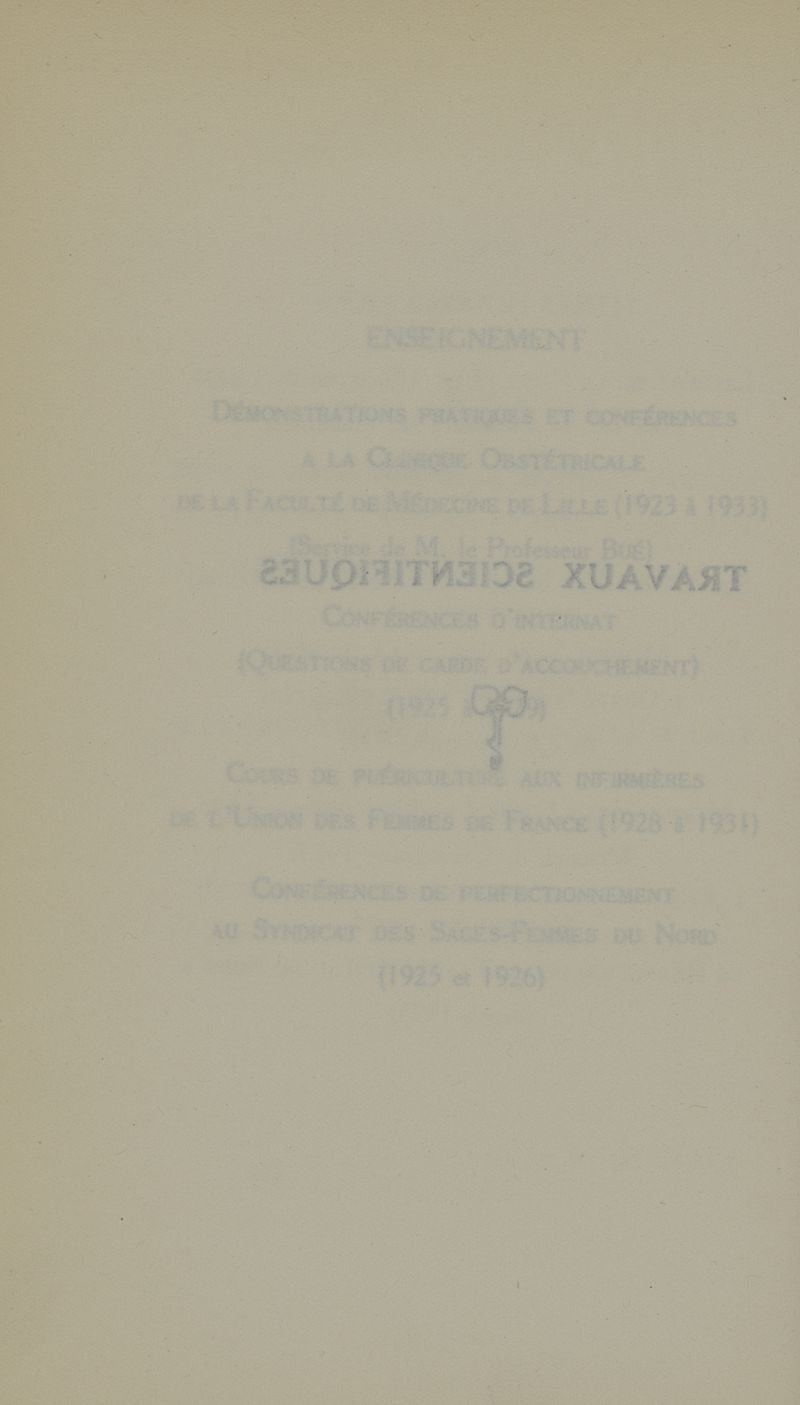 ENSEIGNEMENT
DÉMONSTRATIONS PRATIQUES ET CONFÉRENCES
A LA CLINIQUE OBSTÉTRICALE
DE LA FACULTÉ DE MÉDECINE DE LILLE (1923 à 1933)
(Service de M. le Professeur BUÉ)
TRAVAUX SCIENTIFIQUES
CONFÉRENCES D'INTERNAT
(QUESTIONS DE GARDE D'ACCOUCHEMENT)
(1925
COURS DE PUÉRICULTURE AUX INFIRMIÈRES
DE L'UNION DES FEMMES DE FRANCE (1928 à 1931)
CONFÉRENCES DE PERFECTIONNEMENT
AU SYNDICAT DES SAGES-FEMMES DU NORD
(1925 et 1926)